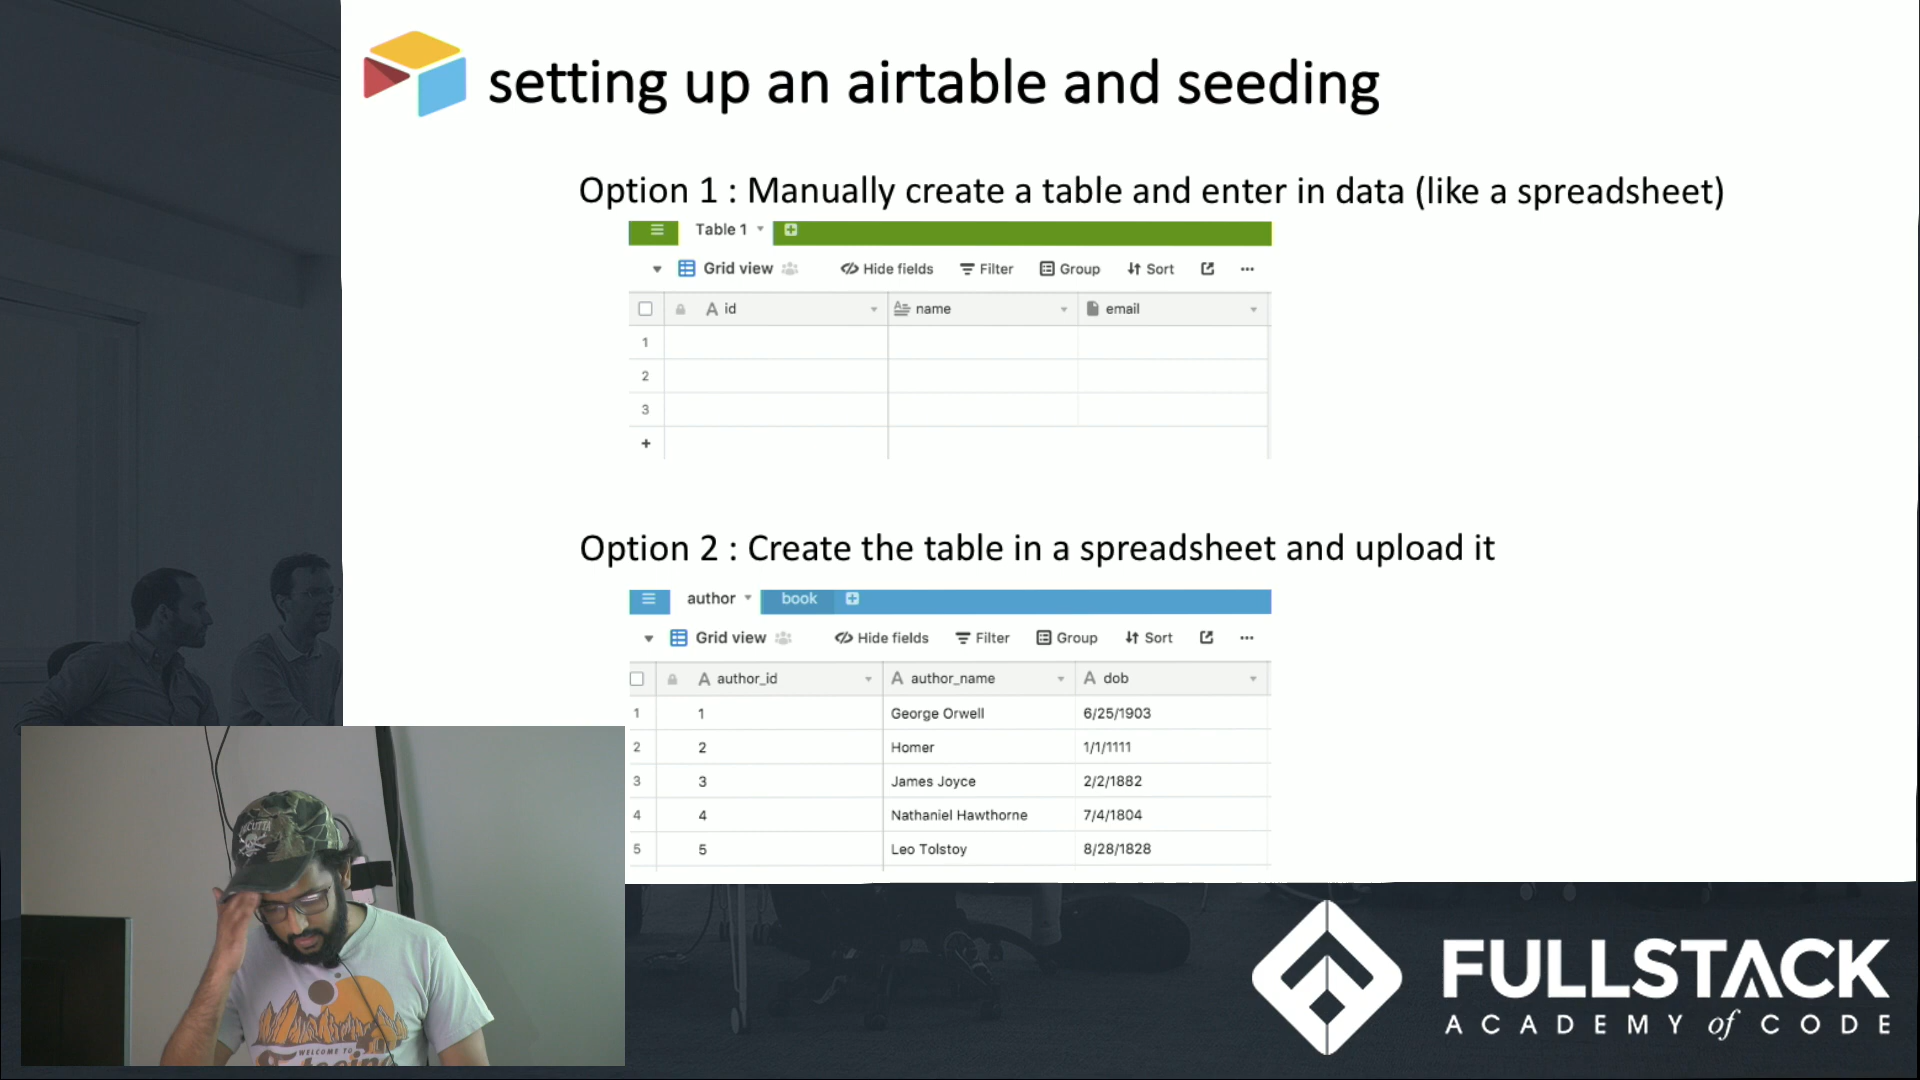 setting up an airtable and seeding
Option 1 : Manually create a table and enter in data (like a spreadsheet)
Table 1
Grid view Hide fields Filter Group Sort
id name email
1
2
3
+
Option 2 : Create the table in a spreadsheet and upload it
author book
Grid view Hide fields Filter Group Sort
author_id author_name dob
1 1 George Orwell 6/25/1903
2 2 Homer 1/1/1111
3 3 James Joyce 2/2/1882
4 4 Nathaniel Hawthorne 7/4/1804
5 5 Leo Tolstoy 8/28/1828
WELCOME TO
FULLSTACK
ACADEMY of CODE